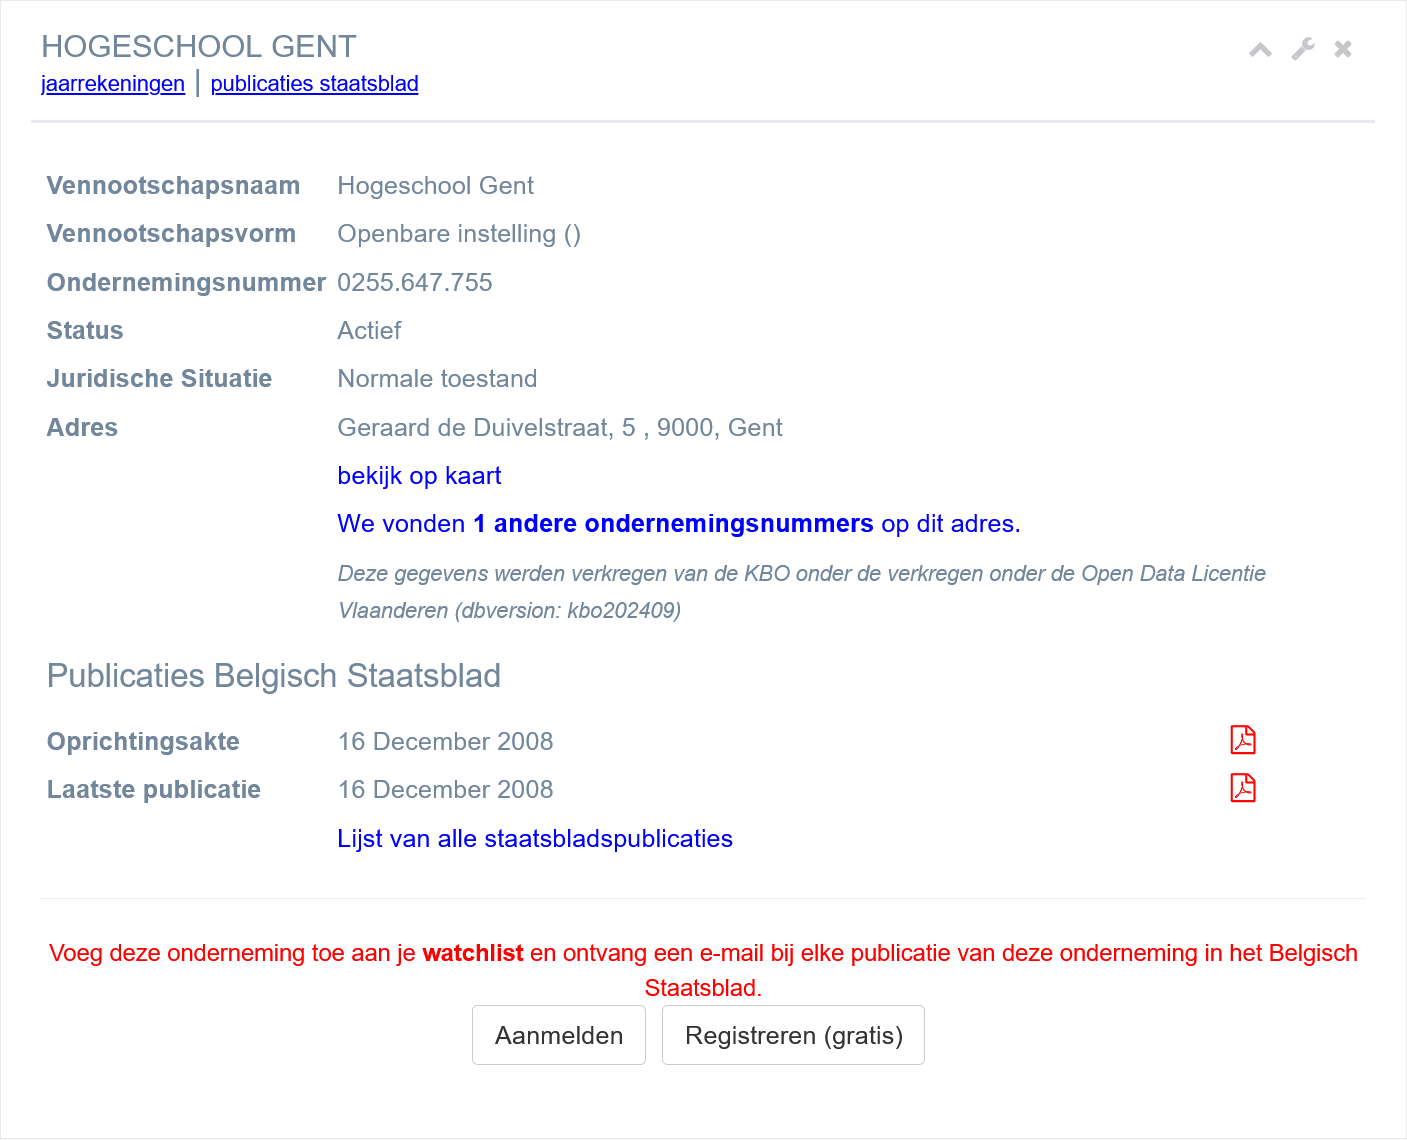 HOGESCHOOL GENT
jaarrekeningen | publicaties staatsblad
Vennootschapsnaam Hogeschool Gent
Vennootschapsvorm Openbare instelling ()
Ondernemingsnummer 0255.647.755
Status Actief
Juridische Situatie Normale toestand
Adres Geraard de Duivelstraat, 5 , 9000, Gent
bekijk op kaart
We vonden 1 andere ondernemingsnummers op dit adres.
Deze gegevens werden verkregen van de KBO onder de verkregen onder de Open Data Licentie
Vlaanderen (dbversion: kbo202409)
Publicaties Belgisch Staatsblad
Oprichtingsakte 16 December 2008
Laatste publicatie 16 December 2008
Lijst van alle staatsbladspublicaties
Voeg deze onderneming toe aan je watchlist en ontvang een e-mail bij elke publicatie van deze onderneming in het Belgisch
Staatsblad.
Aanmelden Registreren (gratis)